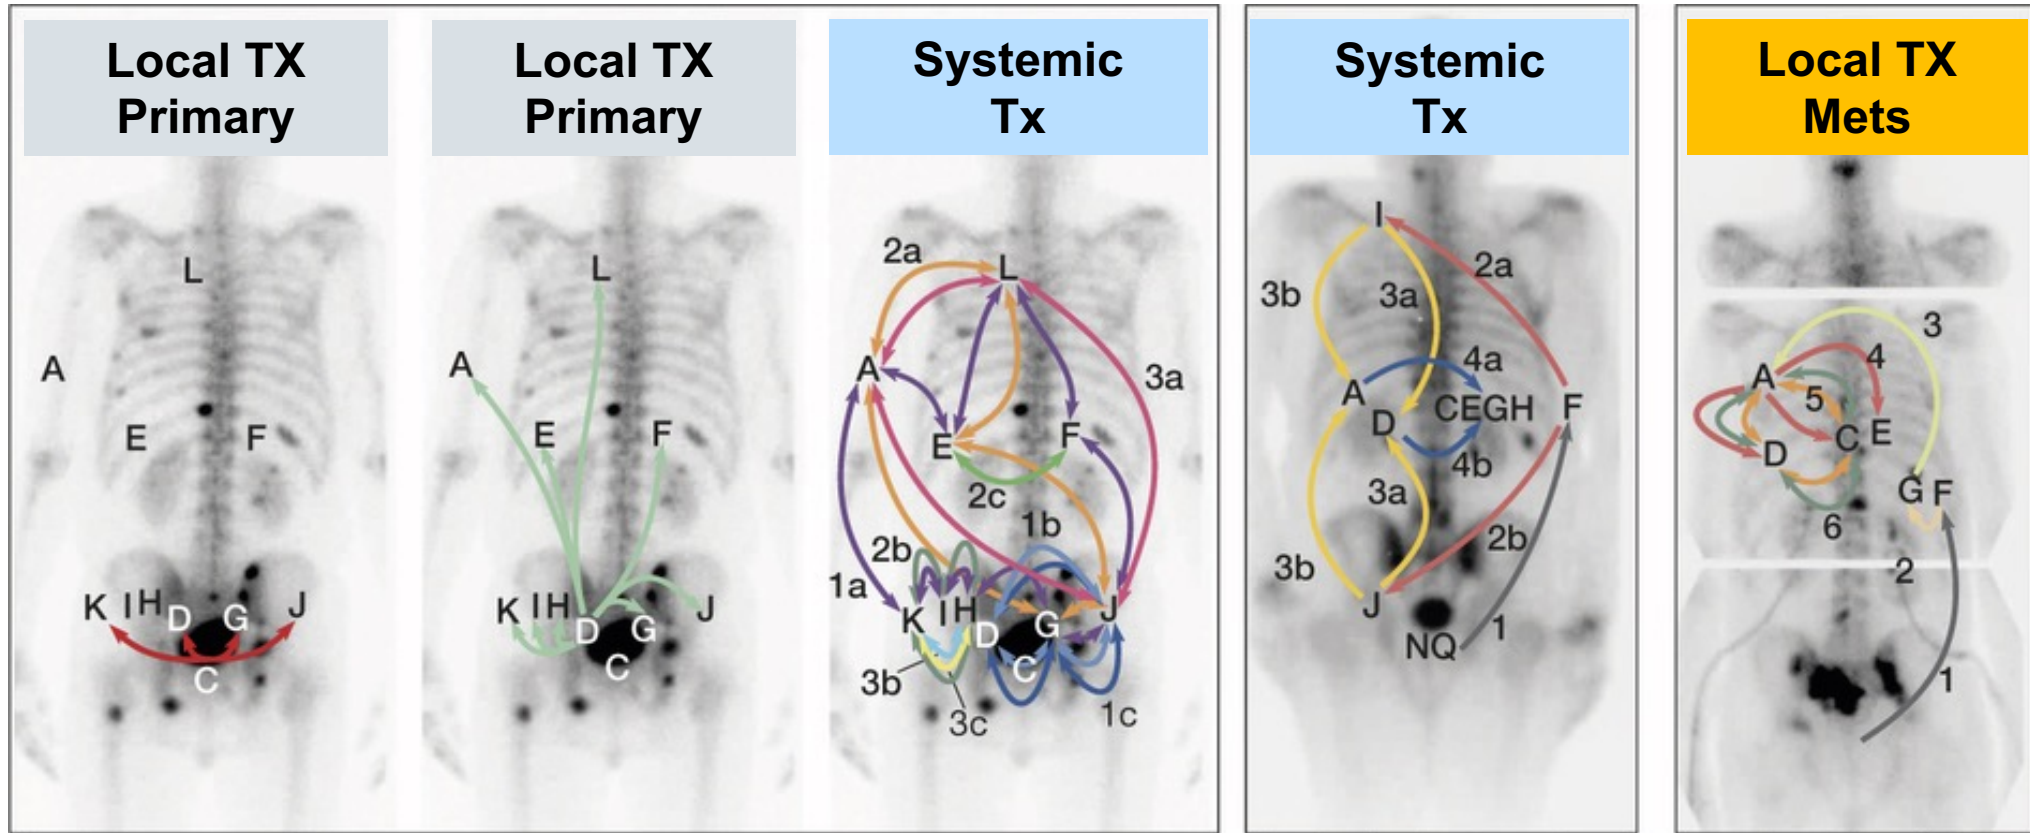 Local TX
Primary
L
A
E
F
K
I
H
D
G
J
C
Local TX
Primary
L
A
E
F
K
I
H
D
G
J
C
Systemic
Tx
2a
L
A
3a
E
F
2c
1b
2b
1a
K
I
H
D
G
J
C
3b
3c
1c
Systemic
Tx
I
2a
3b
3a
4a
A
D
CEGH
F
4b
3a
2b
3b
J
NQ
1
Local TX
Mets
3
4
A
5
C
E
D
G
F
6
2
1